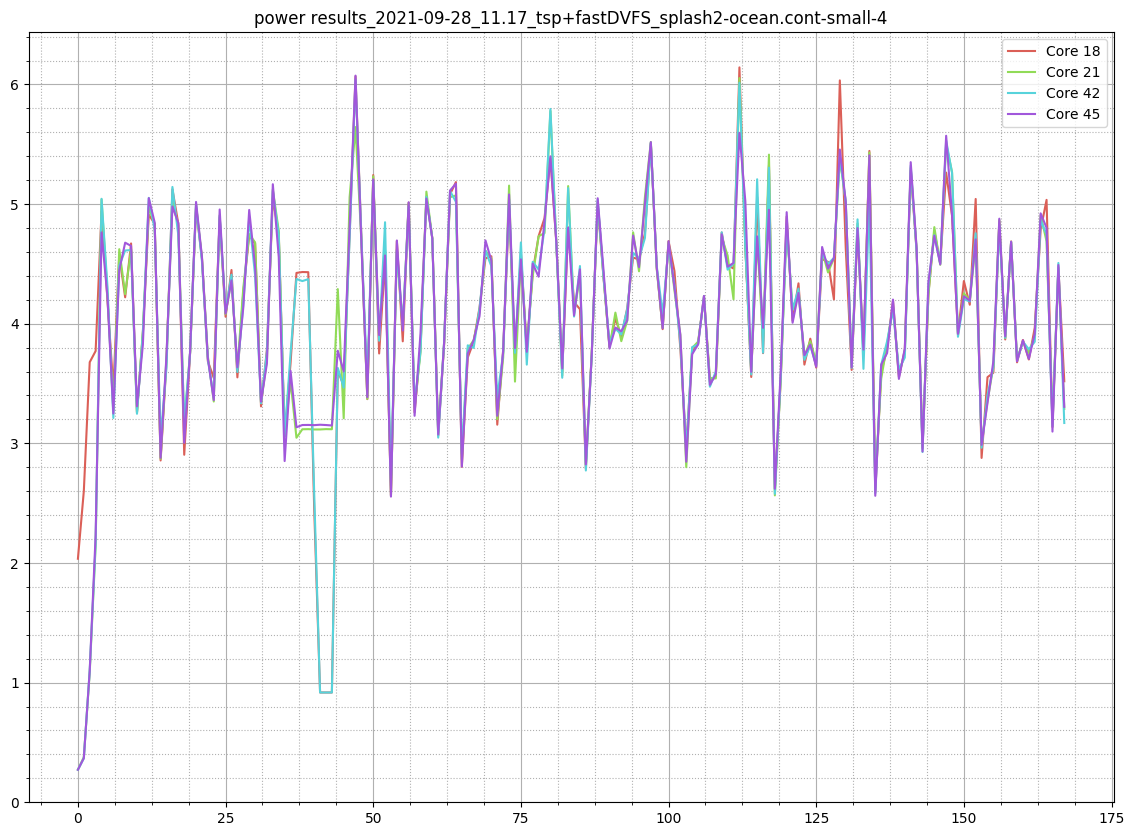 power results_2021-09-28_11.17_tsp+fastDVFS_splash2-ocean.cont-small-4
Core 18
Core 21
Core 42
Core 45
6
5
4
3
2
1
0
0 25 50 75 100 125 150 175